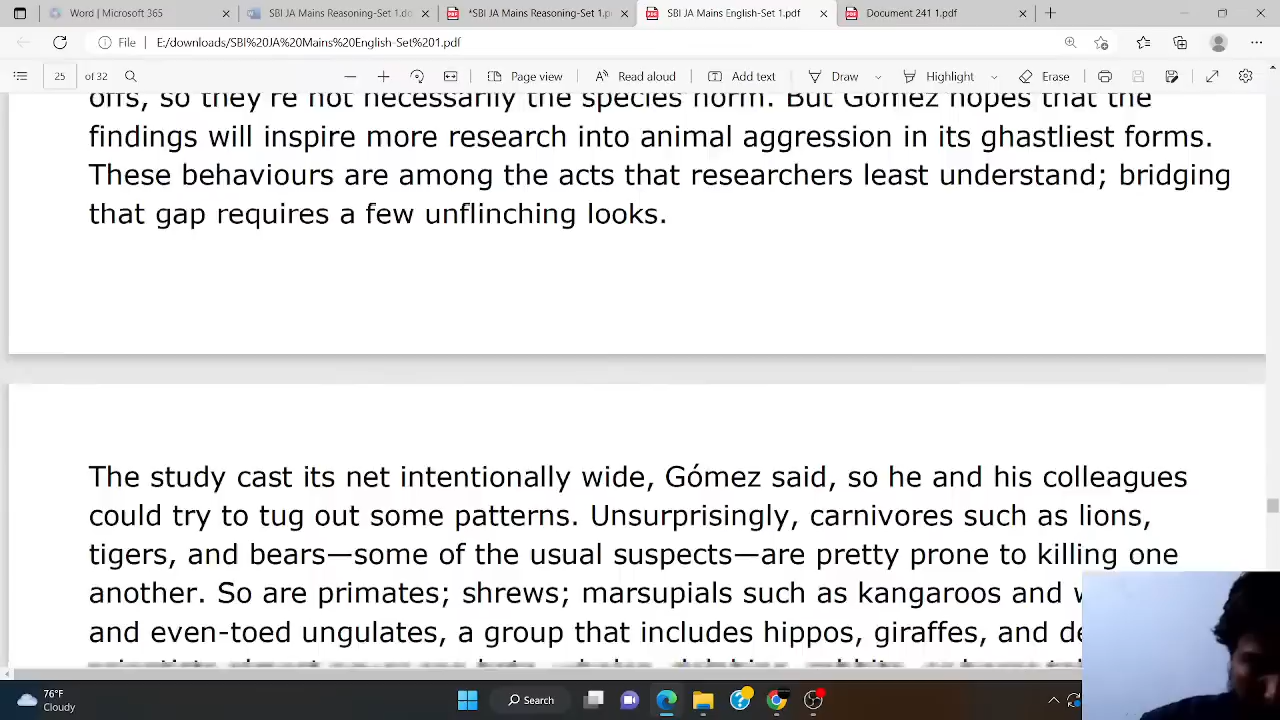 Word | Microsoft 365
SBI JA Mains Reasoning-Set 1.do
*SBI JA Mains Reasoning-Set 1.p
SBI JA Mains English-Set 1.pdf
Document 241 1.pdf
File E:/downloads/SBI%20JA%20Mains%20English-Set%201.pdf
25 of 32 Page view Read aloud Add text Draw Highlight Erase
offs, so they're not necessarily the species norm. But Gómez hopes that the
findings will inspire more research into animal aggression in its ghastliest forms.
These behaviours are among the acts that researchers least understand; bridging
that gap requires a few unflinching looks.
The study cast its net intentionally wide, Gómez said, so he and his colleagues
could try to tug out some patterns. Unsurprisingly, carnivores such as lions,
tigers, and bears—some of the usual suspects—are pretty prone to killing one
another. So are primates; shrews; marsupials such as kangaroos and
and even-toed ungulates, a group that includes hippos, giraffes, and
76°F
Cloudy
Search